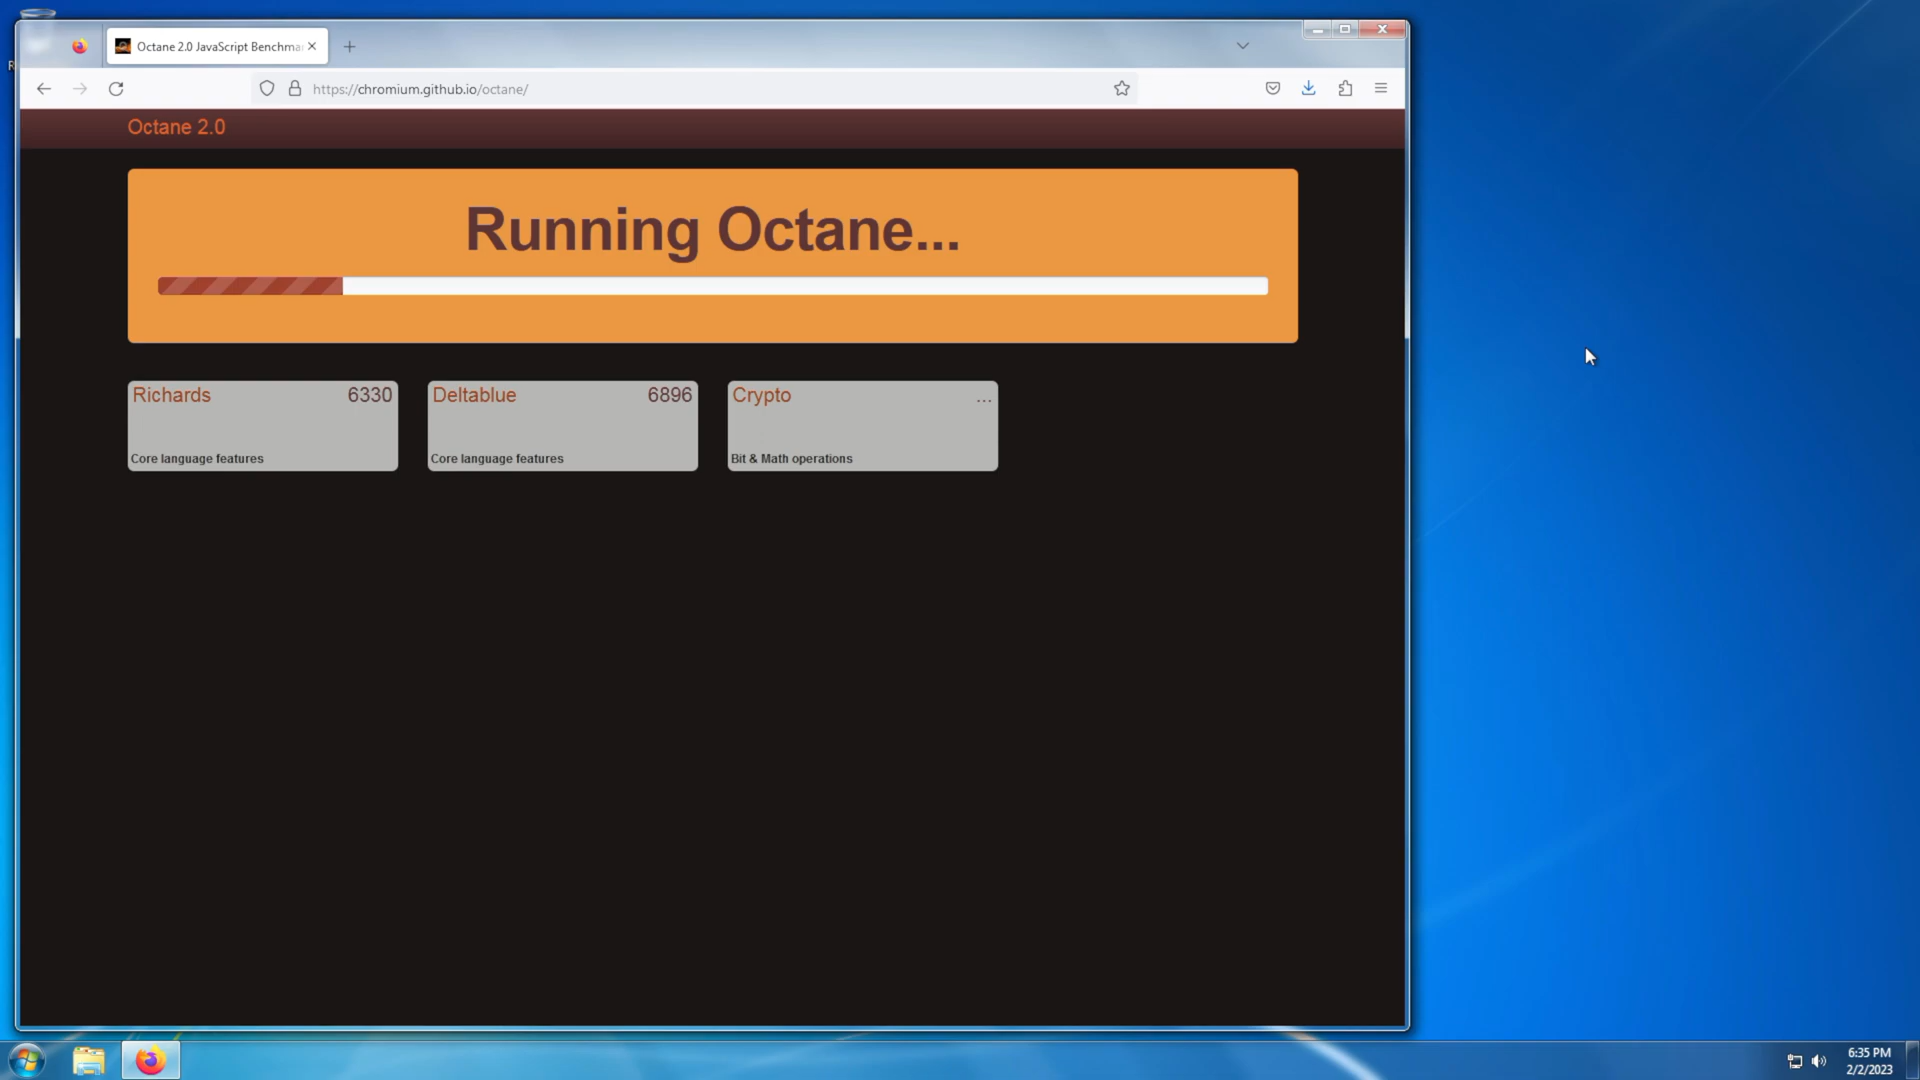 Octane 2.0 JavaScript Benchma
https://chromium.github.io/octane/
Octane 2.0
Running Octane...
Richards 6330
Core language features
Deltablue 6896
Core language features
Crypto ...
Bit & Math operations
R
6:35 PM
2/2/2023